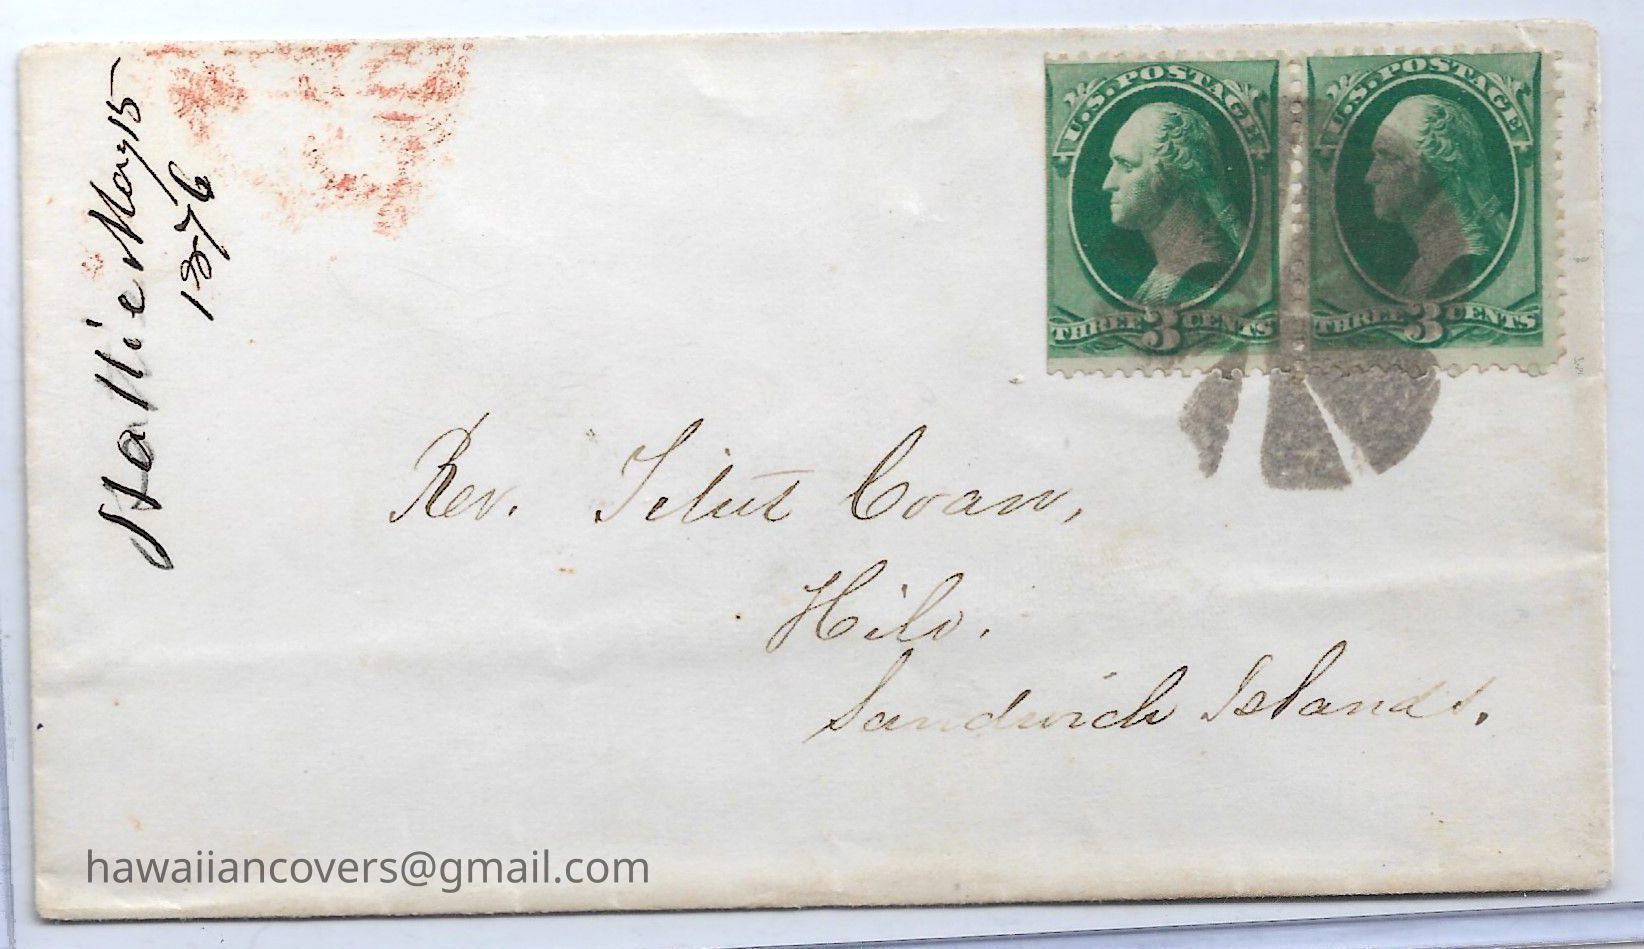 Hallie May 15
1876
U.S. POSTAGE
THREE 3 CENTS
U.S. POSTAGE
THREE 3 CENTS
Rev. Titus Coan,
Hilo.
Sandwich Islands.
hawaiiancovers@gmail.com